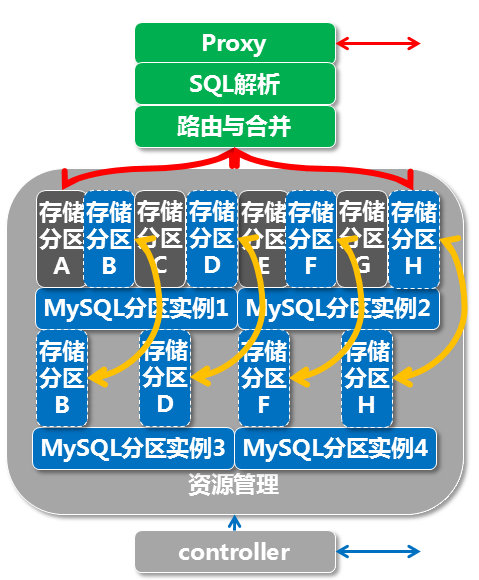 Proxy
SQL解析
路由与合并
存储分区A
存储分区B
存储分区C
存储分区D
存储分区E
存储分区F
存储分区G
存储分区H
MySQL分区实例1
MySQL分区实例2
存储分区B
存储分区D
存储分区F
存储分区H
MySQL分区实例3
MySQL分区实例4
资源管理
controller